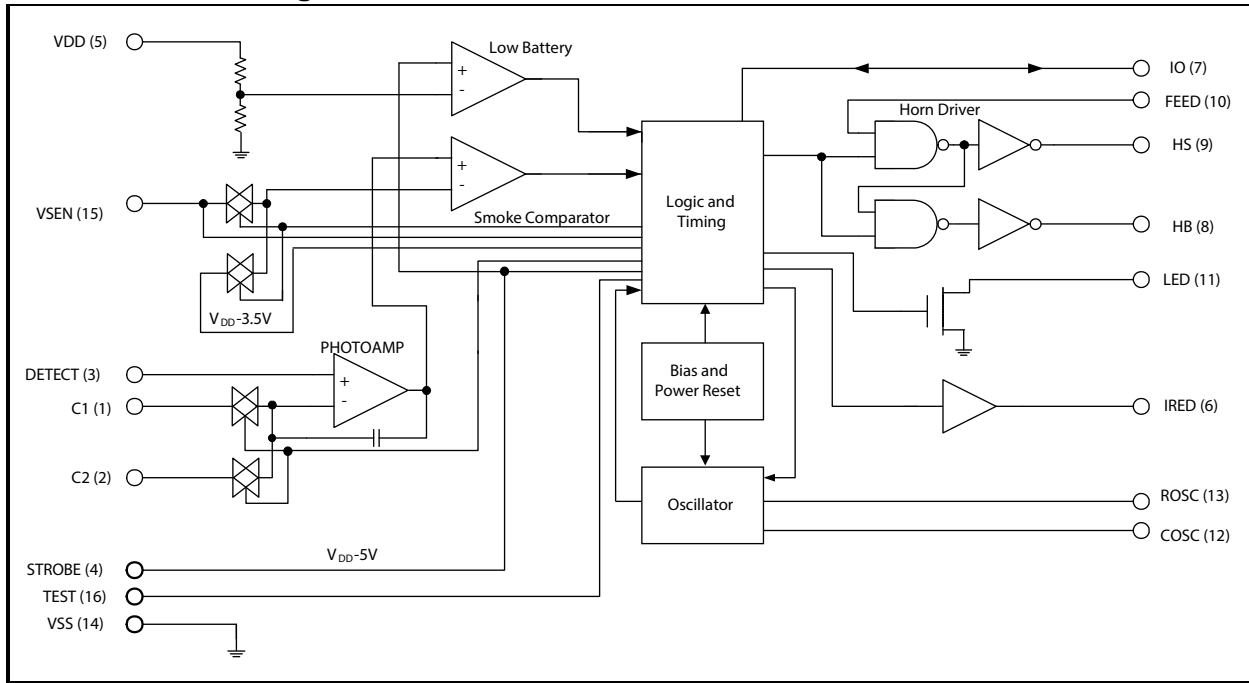 VDD (5)
Low Battery
+
-
IO (7)
FEED (10)
Horn Driver
HS (9)
+
-
VSEN (15)
Smoke Comparator
Logic and
Timing
HB (8)
LED (11)
VDD-3.5V
PHOTOAMP
DETECT (3)
+
-
C1 (1)
Bias and
Power Reset
IRED (6)
C2 (2)
Oscillator
ROSC (13)
COSC (12)
VDD-5V
STROBE (4)
TEST (16)
VSS (14)